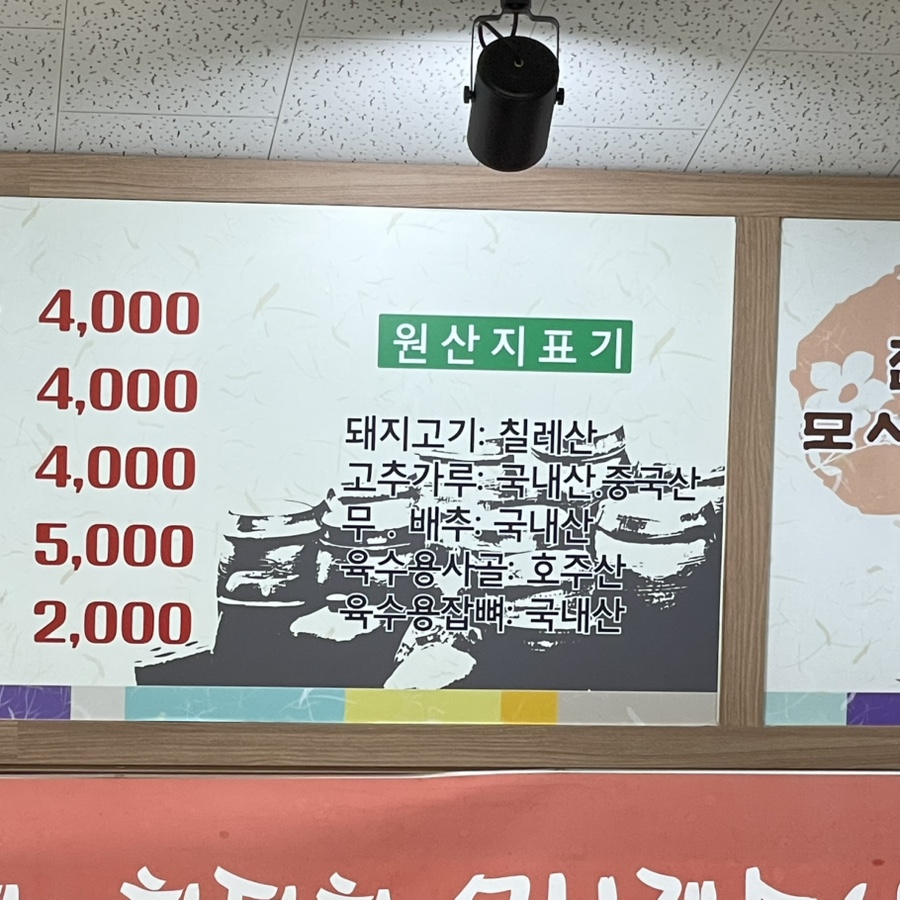 4,000
4,000
4,000
5,000
2,000
원산지표기
돼지고기: 칠레산
고추가루: 국내산.중국산
무 . 배추: 국내산
육수용사골: 호주산
육수용잡뼈: 국내산
모시